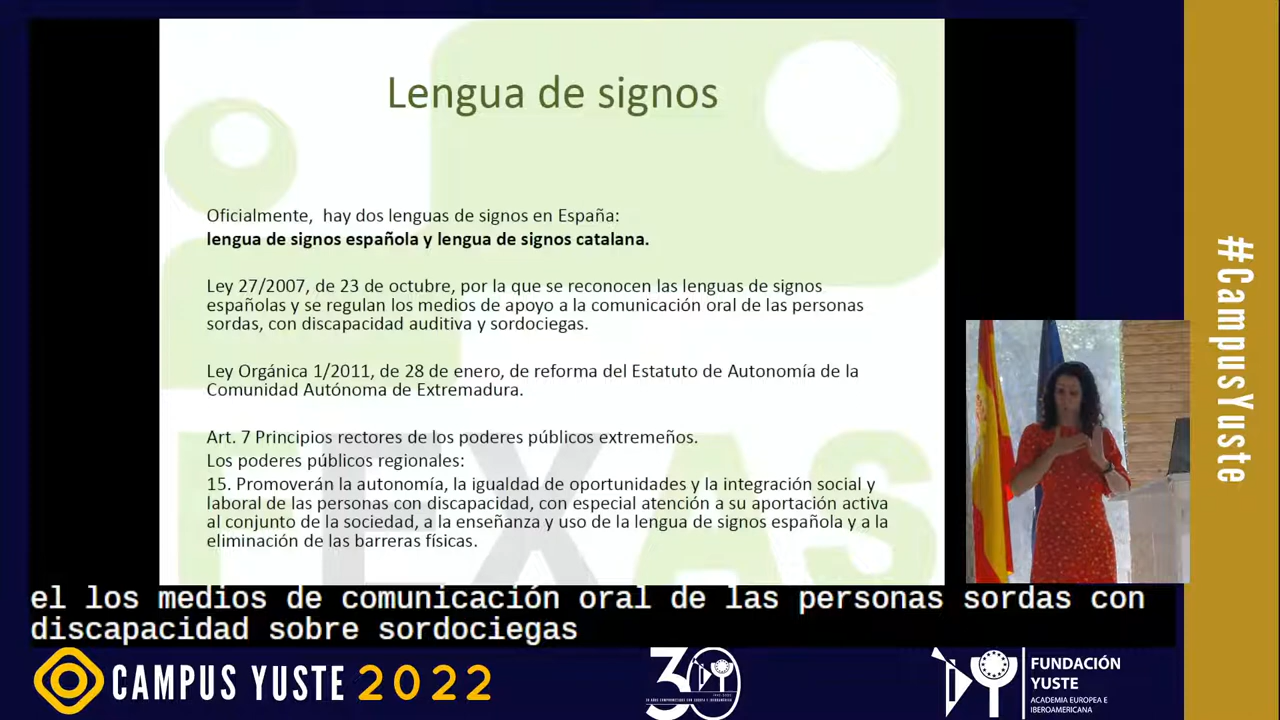 Lengua de signos
Oficialmente, hay dos lenguas de signos en España:
lengua de signos española y lengua de signos catalana.
Ley 27/2007, de 23 de octubre, por la que se reconocen las lenguas de signos
españolas y se regulan los medios de apoyo a la comunicación oral de las personas
sordas, con discapacidad auditiva y sordociegas.
Ley Orgánica 1/2011, de 28 de enero, de reforma del Estatuto de Autonomía de la
Comunidad Autónoma de Extremadura.
Art. 7 Principios rectores de los poderes públicos extremeños.
Los poderes públicos regionales:
15. Promoverán la autonomía, la igualdad de oportunidades y la integración social y
laboral de las personas con discapacidad, con especial atención a su aportación activa
al conjunto de la sociedad, a la enseñanza y uso de la lengua de signos española y a la
eliminación de las barreras físicas.
el los medios de comunicación oral de las personas sordas con
discapacidad sobre sordociegas
#CampusYuste
CAMPUS YUSTE 2022
30
FUNDACIÓN
YUSTE
ACADEMIA EUROPEA E
IBEROAMERICANA